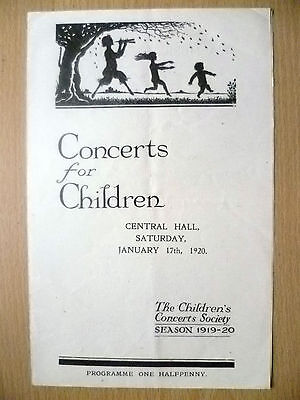 Concerts
for
Children
CENTRAL HALL,
SATURDAY,
JANUARY 17th, 1920.
The Children's
Concerts Society
SEASON 1919-20
PROGRAMME ONE HALFPENNY.